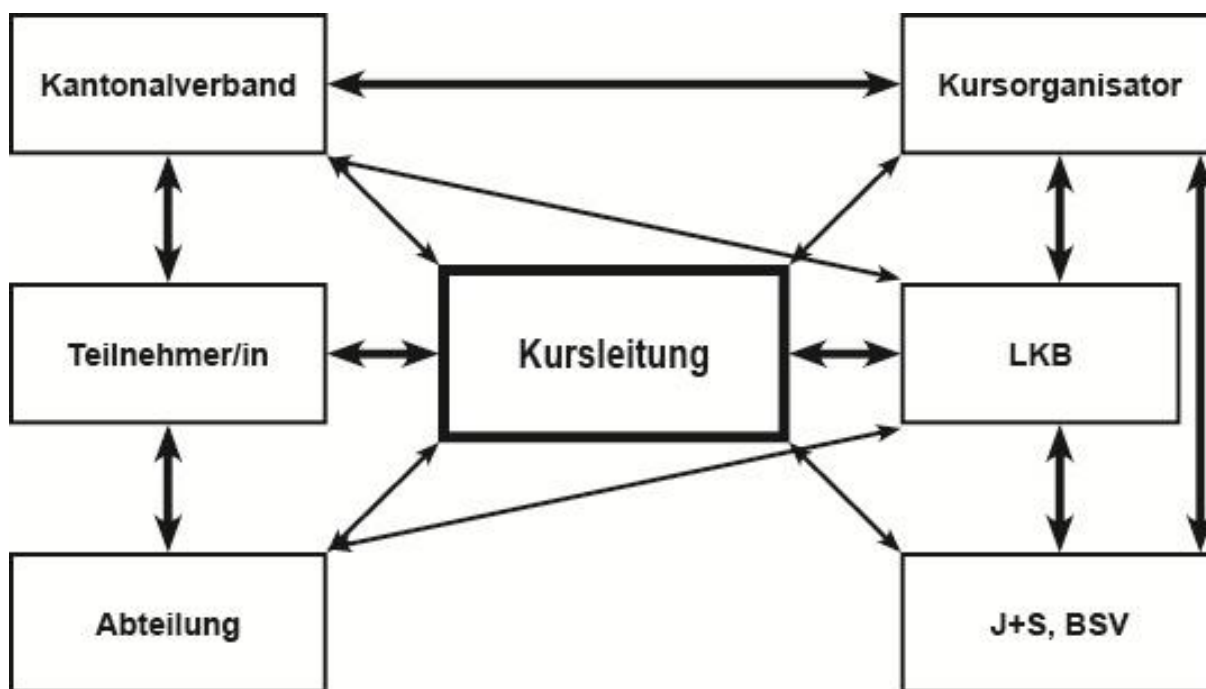 Kantonalverband
Kursorganisator
Teilnehmer/in
Kursleitung
LKB
Abteilung
J+S, BSV